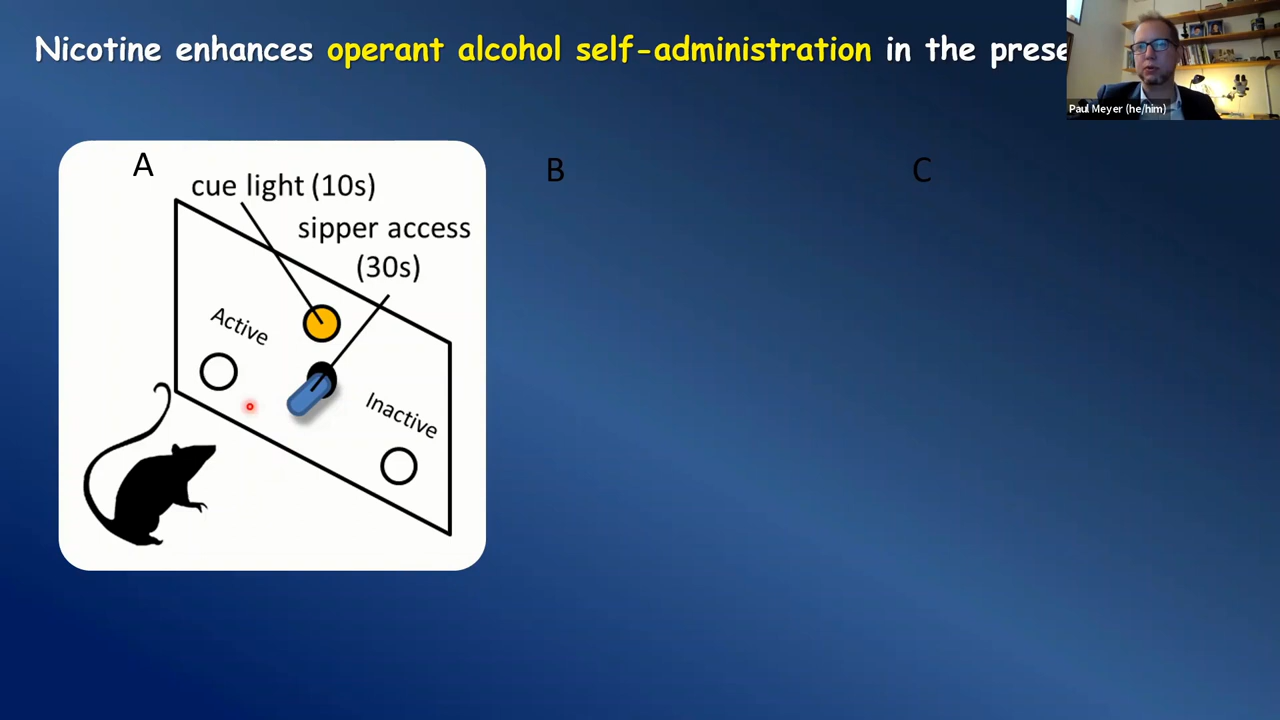 Nicotine enhances operant alcohol self-administration in the
Paul Meyer (he/him)
A
B
C
cue light (10s)
sipper access
(30s)
Active
Inactive